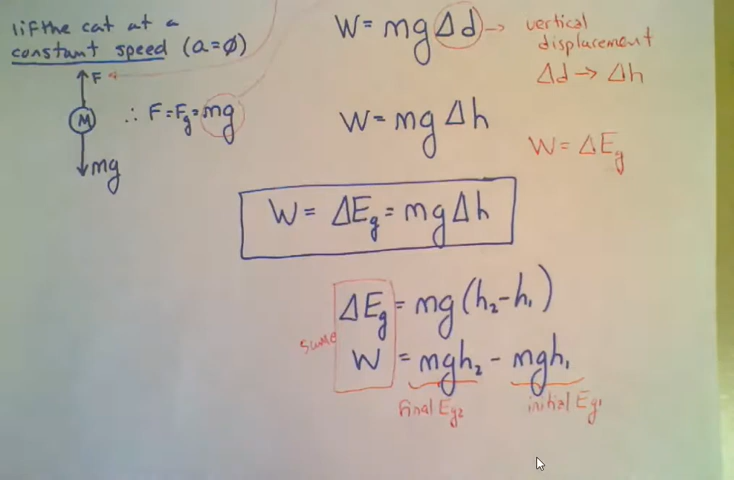 lift the cat at a
constant speed (a=ø)
F
M
mg
∴ F=Fg=mg
W= mgΔd → vertical
displacement
Δd → Δh
W= mgΔh
W= ΔEg
W= ΔEg= mgΔh
ΔEg = mg(h₂-h₁)
same
W = mgh₂ - mgh₁
final Eg₂
initial Eg₁